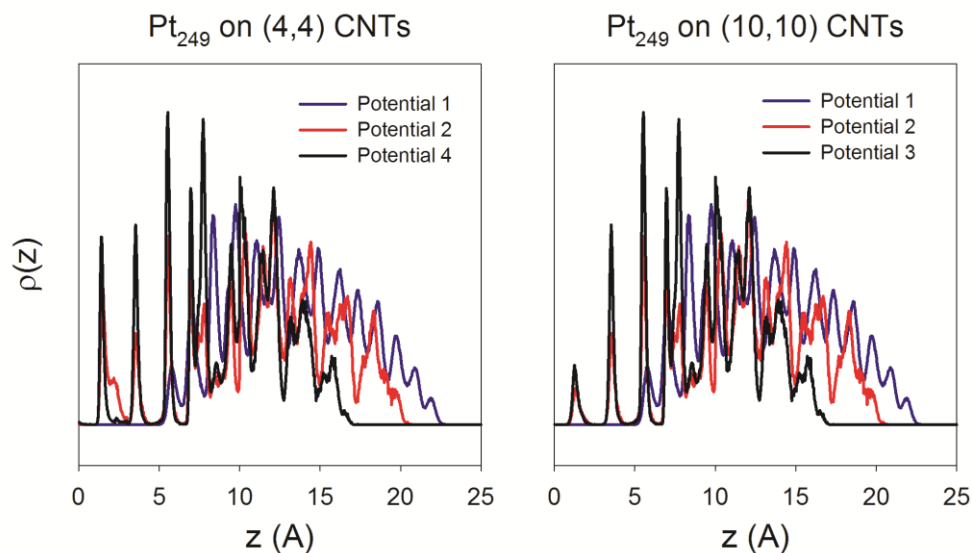 Pt249 on (4,4) CNTs
Potential 1
Potential 2
Potential 4
ρ(z)
0 5 10 15 20 25
z (A)
Pt249 on (10,10) CNTs
Potential 1
Potential 2
Potential 3
0 5 10 15 20 25
z (A)